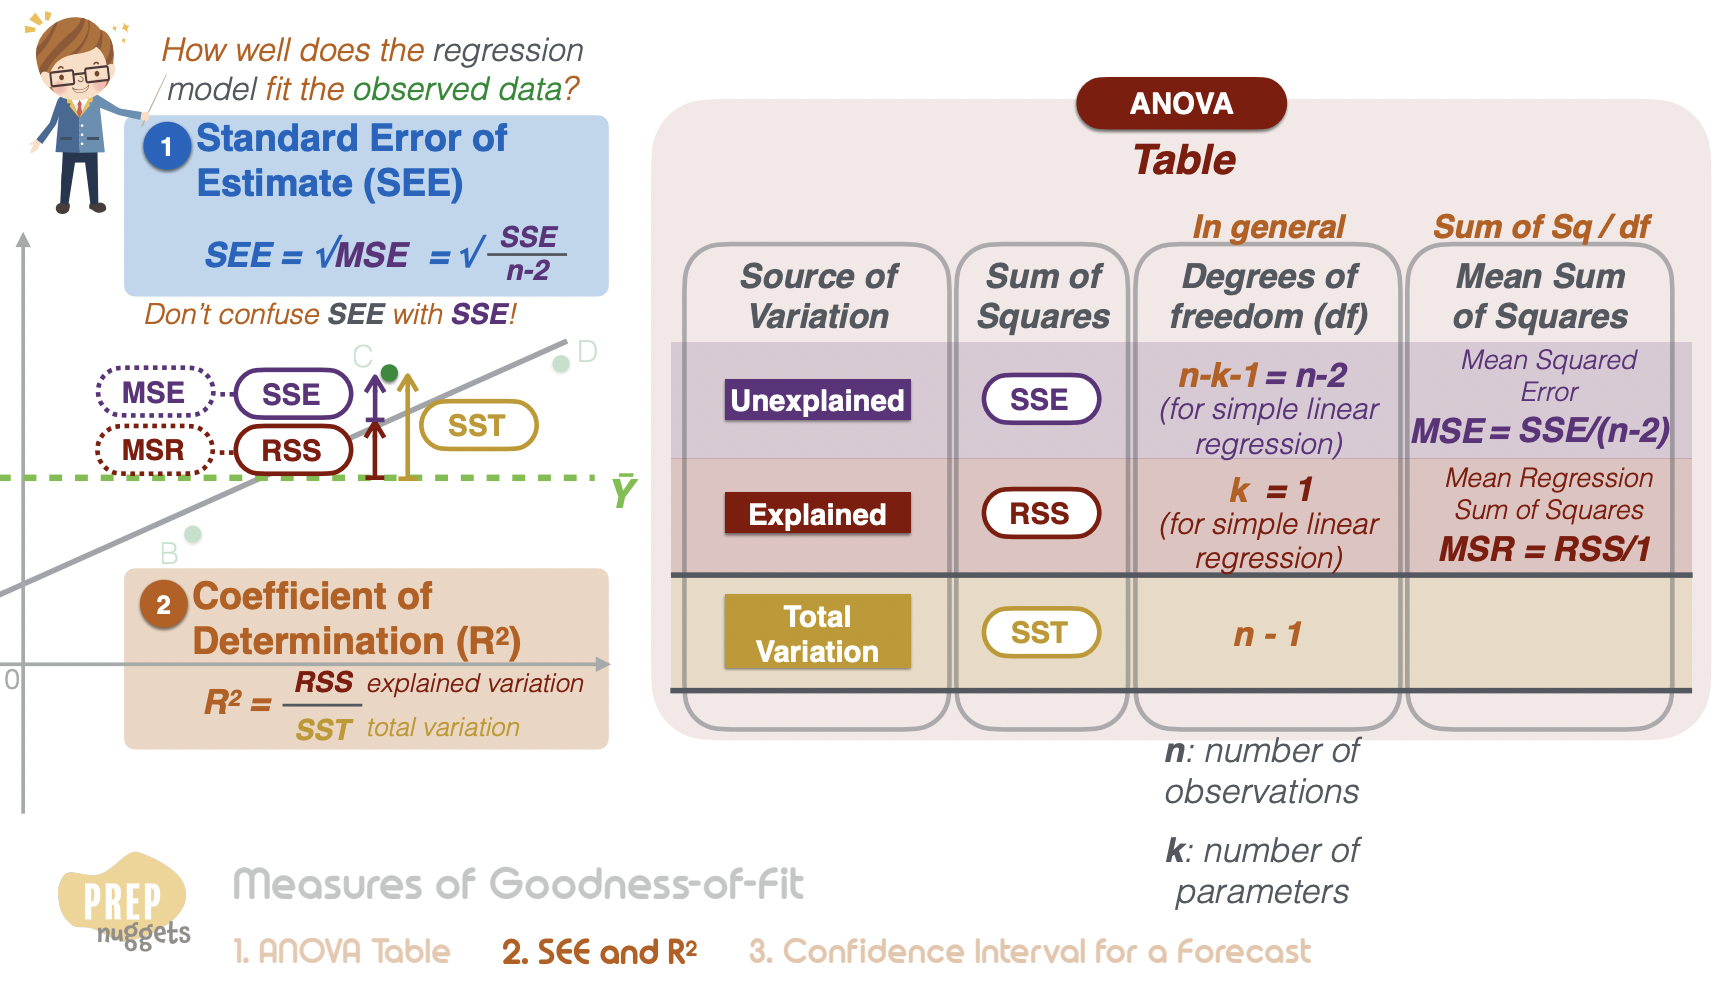 How well does the regression
model fit the observed data?
1 Standard Error of
Estimate (SEE)
SEE = √MSE = √ SSE
n-2
Don't confuse SEE with SSE!
C
D
MSE SSE
MSR RSS
SST
Ȳ
B
2 Coefficient of
Determination (R²)
0
R² = RSS explained variation
SST total variation
ANOVA
Table
In general
Sum of Sq / df
Source of
Variation
Sum of
Squares
Degrees of
freedom (df)
Mean Sum
of Squares
Unexplained
SSE
n-k-1 = n-2
(for simple linear
regression)
Mean Squared
Error
MSE = SSE/(n-2)
Explained
RSS
k = 1
(for simple linear
regression)
Mean Regression
Sum of Squares
MSR = RSS/1
Total
Variation
SST
n - 1
n: number of
observations
k: number of
parameters
PREP
nuggets
Measures of Goodness-of-Fit
1. ANOVA Table
2. SEE and R²
3. Confidence Interval for a Forecast